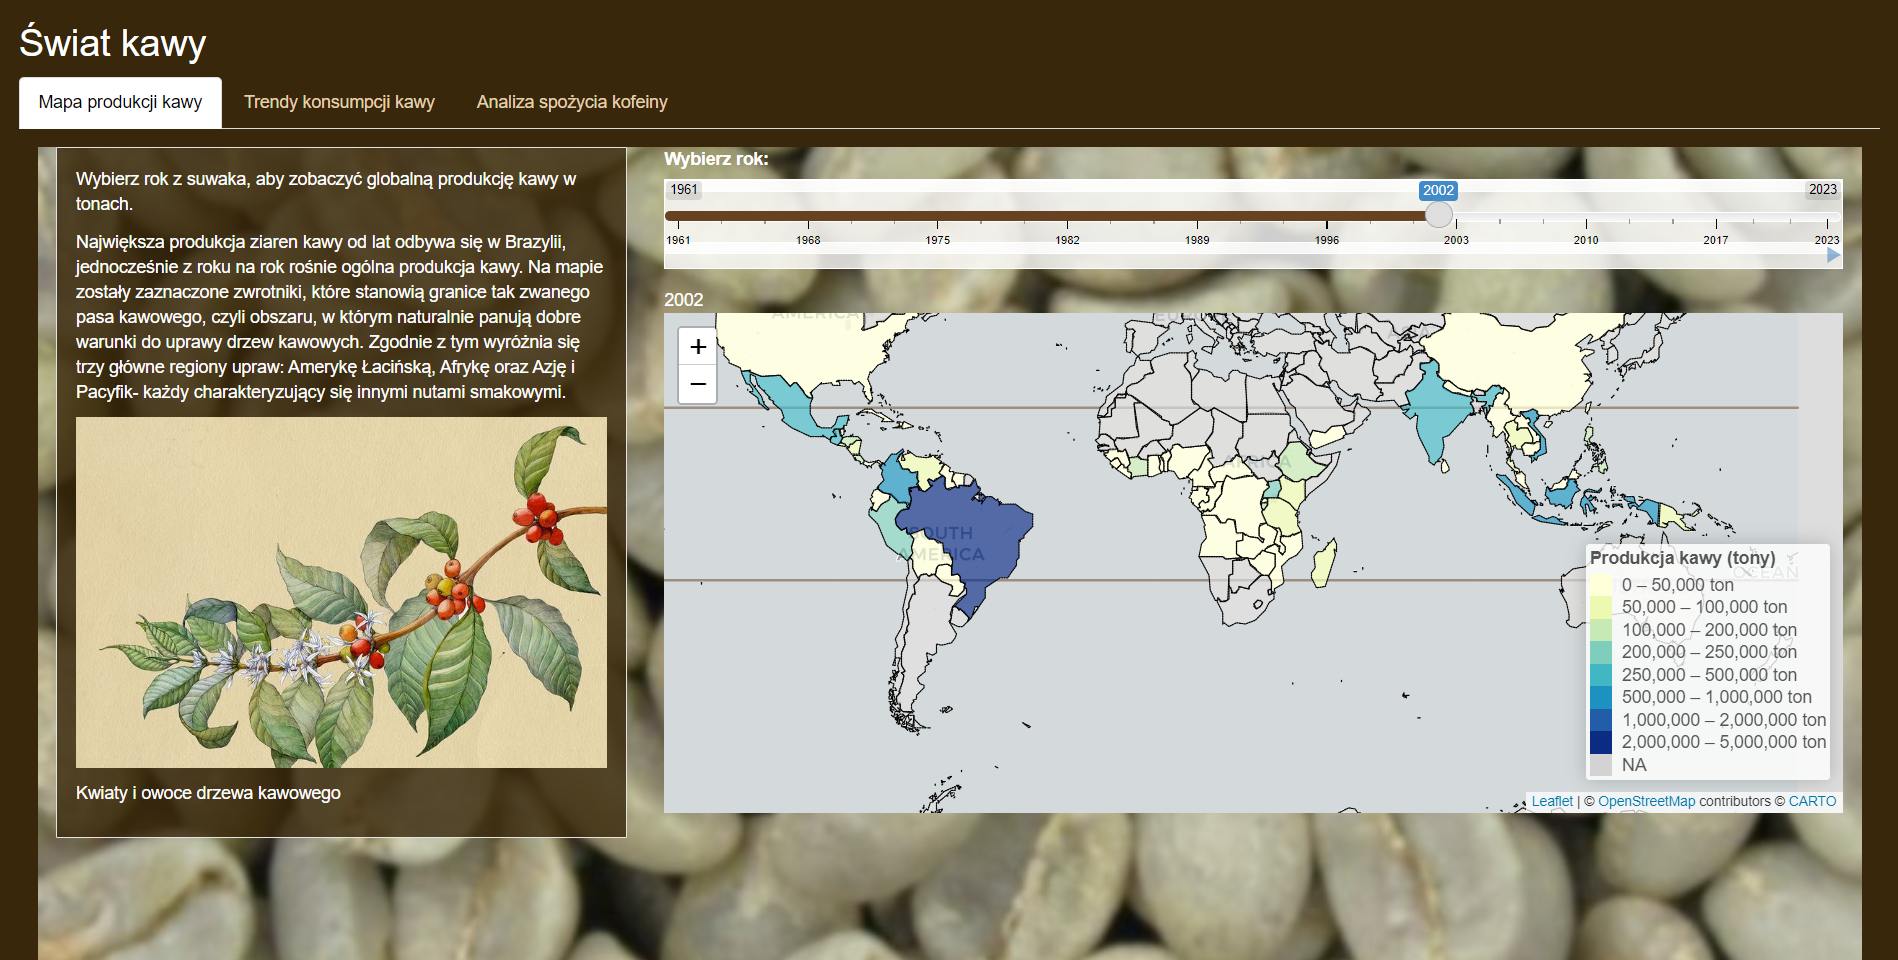 Świat kawy
Mapa produkcji kawy
Trendy konsumpcji kawy
Analiza spożycia kofeiny
Wybierz rok z suwaka, aby zobaczyć globalną produkcję kawy w
tonach.
Największa produkcja ziaren kawy od lat odbywa się w Brazylii,
jednocześnie z roku na rok rośnie ogólna produkcja kawy. Na mapie
zostały zaznaczone zwrotniki, które stanowią granice tak zwanego
pasa kawowego, czyli obszaru, w którym naturalnie panują dobre
warunki do uprawy drzew kawowych. Zgodnie z tym wyróżnia się
trzy główne regiony upraw: Amerykę Łacińską, Afrykę oraz Azję i
Pacyfik- każdy charakteryzujący się innymi nutami smakowymi.
Kwiaty i owoce drzewa kawowego
Wybierz rok:
1961
2002
2023
1961 1968 1975 1982 1989 1996 2003 2010 2017 2023
2002
+
−
AMERICA
AFRICA
SOUTH
AMERICA
OCEAN
Produkcja kawy (tony)
0 – 50,000 ton
50,000 – 100,000 ton
100,000 – 200,000 ton
200,000 – 250,000 ton
250,000 – 500,000 ton
500,000 – 1,000,000 ton
1,000,000 – 2,000,000 ton
2,000,000 – 5,000,000 ton
NA
Leaflet | © OpenStreetMap contributors © CARTO